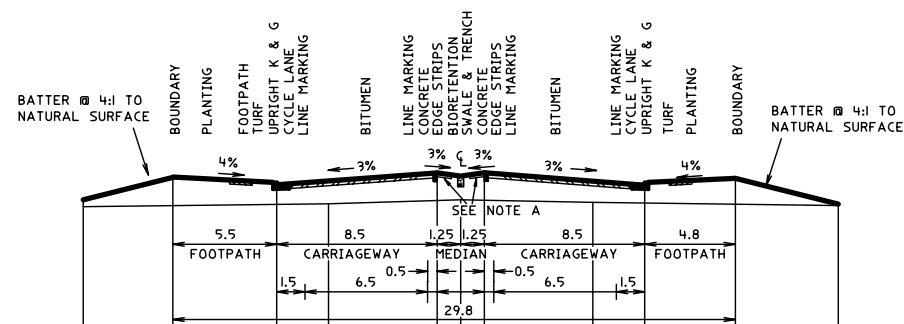 BATTER @ 4:1 TO
NATURAL SURFACE
BOUNDARY
PLANTING
FOOTPATH
TURF
UPRIGHT K & G
CYCLE LANE
LINE MARKING
BITUMEN
LINE MARKING
CONCRETE
EDGE STRIPS
BIORETENTION
SWALE & TRENCH
CONCRETE
EDGE STRIPS
LINE MARKING
BITUMEN
LINE MARKING
CYCLE LANE
UPRIGHT K & G
TURF
PLANTING
BOUNDARY
BATTER @ 4:1 TO
NATURAL SURFACE
4%
3%
3%
CL
3%
3%
4%
SEE NOTE A
5.5
8.5
1.25
1.25
8.5
4.8
FOOTPATH
CARRIAGEWAY
MEDIAN
CARRIAGEWAY
FOOTPATH
0.5
0.5
1.5
6.5
6.5
1.5
29.8